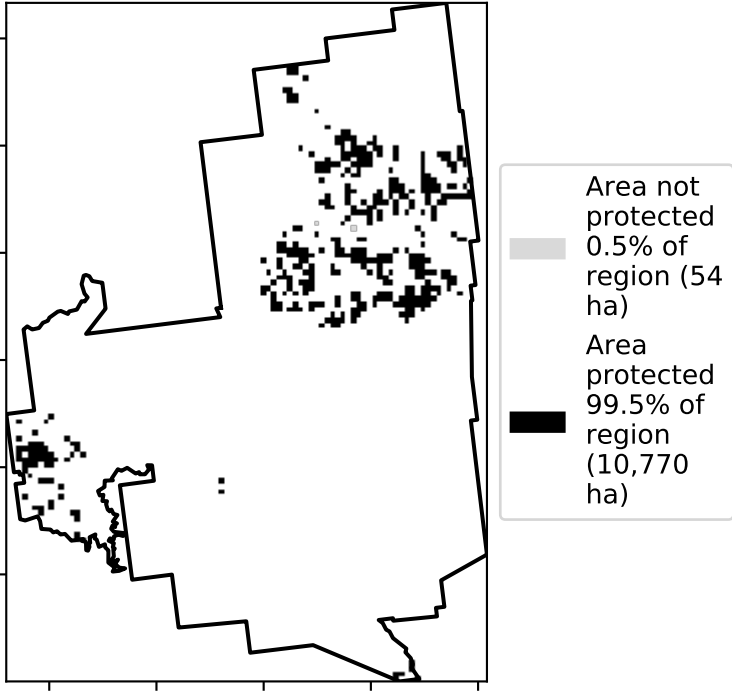 Area not
protected
0.5% of
region (54
ha)
Area
protected
99.5% of
region
(10,770
ha)